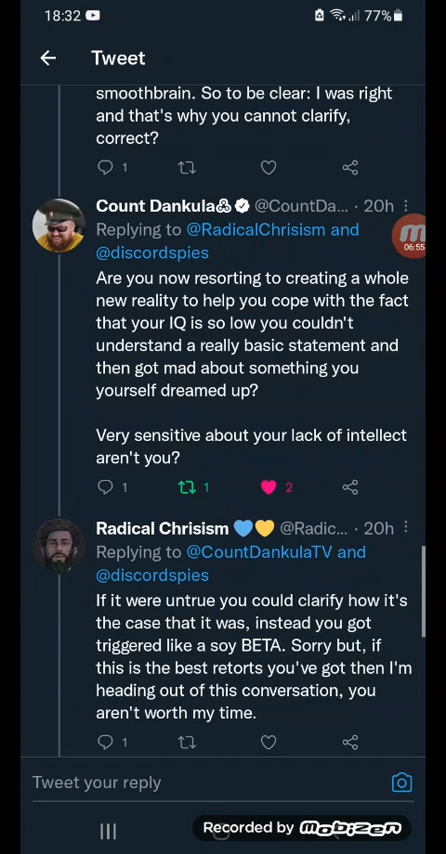 18:32
77%
Tweet
smoothbrain. So to be clear: I was right
and that's why you cannot clarify,
correct?
1
Count Dankula @CountDa... · 20h
Replying to @RadicalChrisism and
@discordspies
06:55
Are you now resorting to creating a whole
new reality to help you cope with the fact
that your IQ is so low you couldn't
understand a really basic statement and
then got mad about something you
yourself dreamed up?
Very sensitive about your lack of intellect
aren't you?
1 1 2
Radical Chrisism 💙💛 @Radic... · 20h
Replying to @CountDankulaTV and
@discordspies
If it were untrue you could clarify how it's
the case that it was, instead you got
triggered like a soy BETA. Sorry but, if
this is the best retorts you've got then I'm
heading out of this conversation, you
aren't worth my time.
1
Tweet your reply
Recorded by mobizen